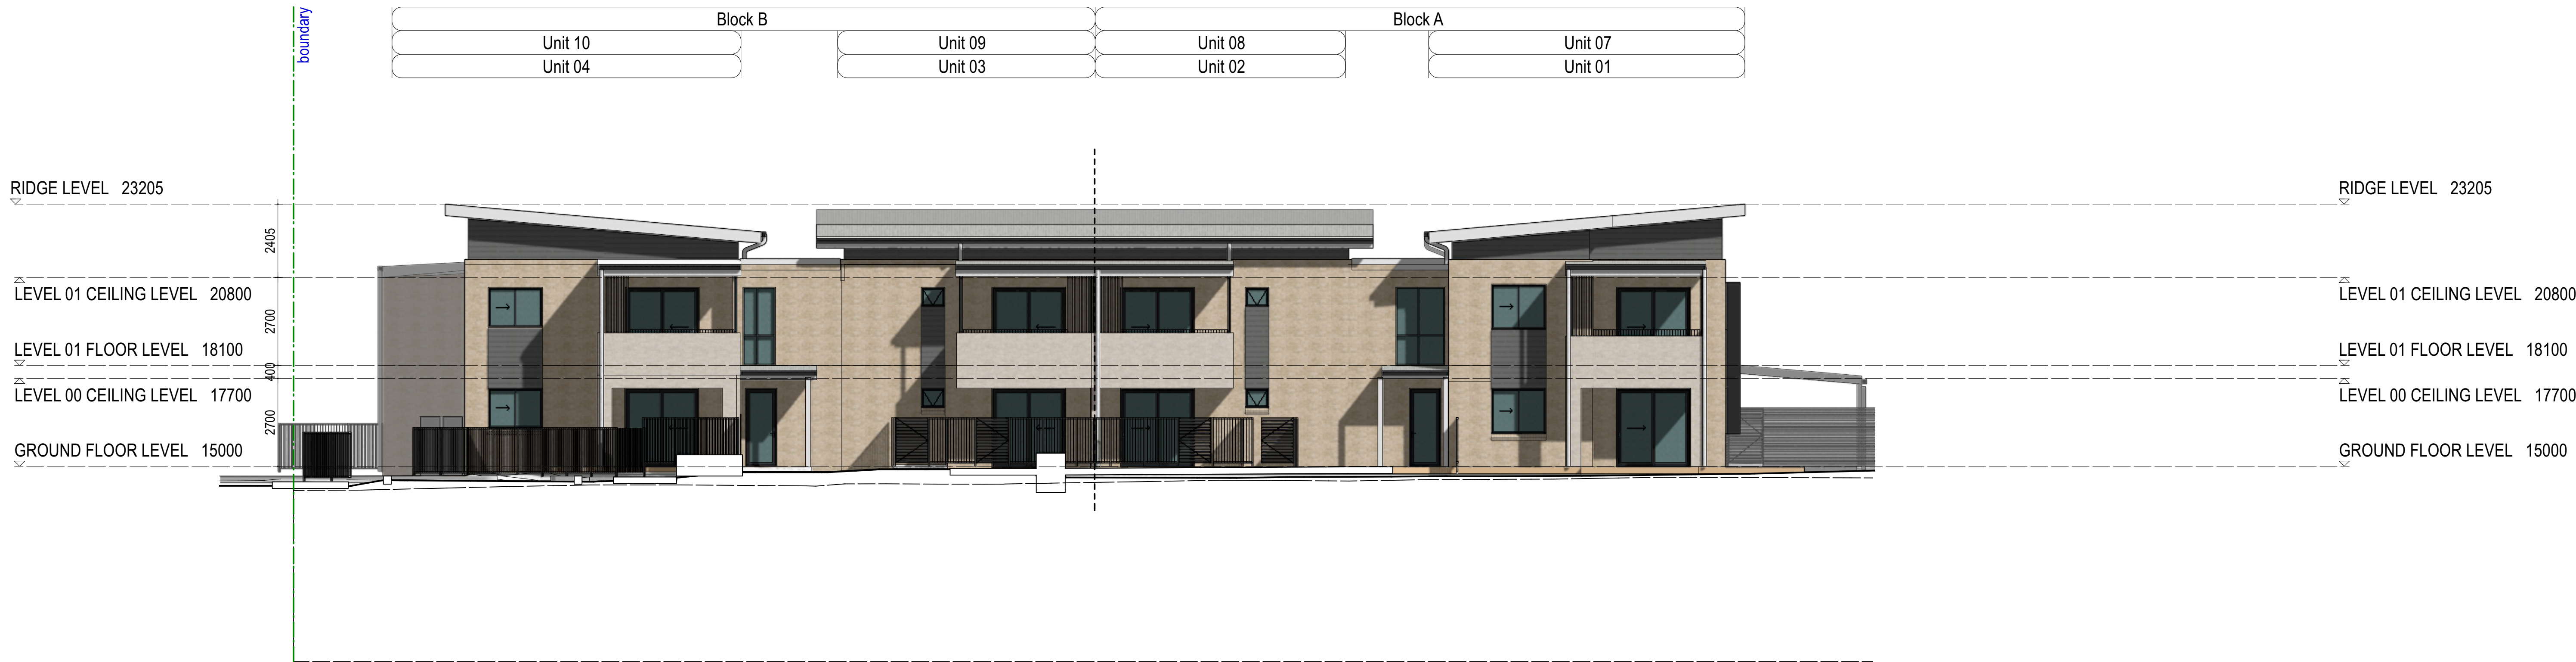 boundary
Block B
Block A
Unit 10
Unit 09
Unit 08
Unit 07
Unit 04
Unit 03
Unit 02
Unit 01
RIDGE LEVEL 23205
RIDGE LEVEL 23205
2405
LEVEL 01 CEILING LEVEL 20800
LEVEL 01 CEILING LEVEL 20800
2700
LEVEL 01 FLOOR LEVEL 18100
LEVEL 01 FLOOR LEVEL 18100
400
LEVEL 00 CEILING LEVEL 17700
LEVEL 00 CEILING LEVEL 17700
2700
GROUND FLOOR LEVEL 15000
GROUND FLOOR LEVEL 15000